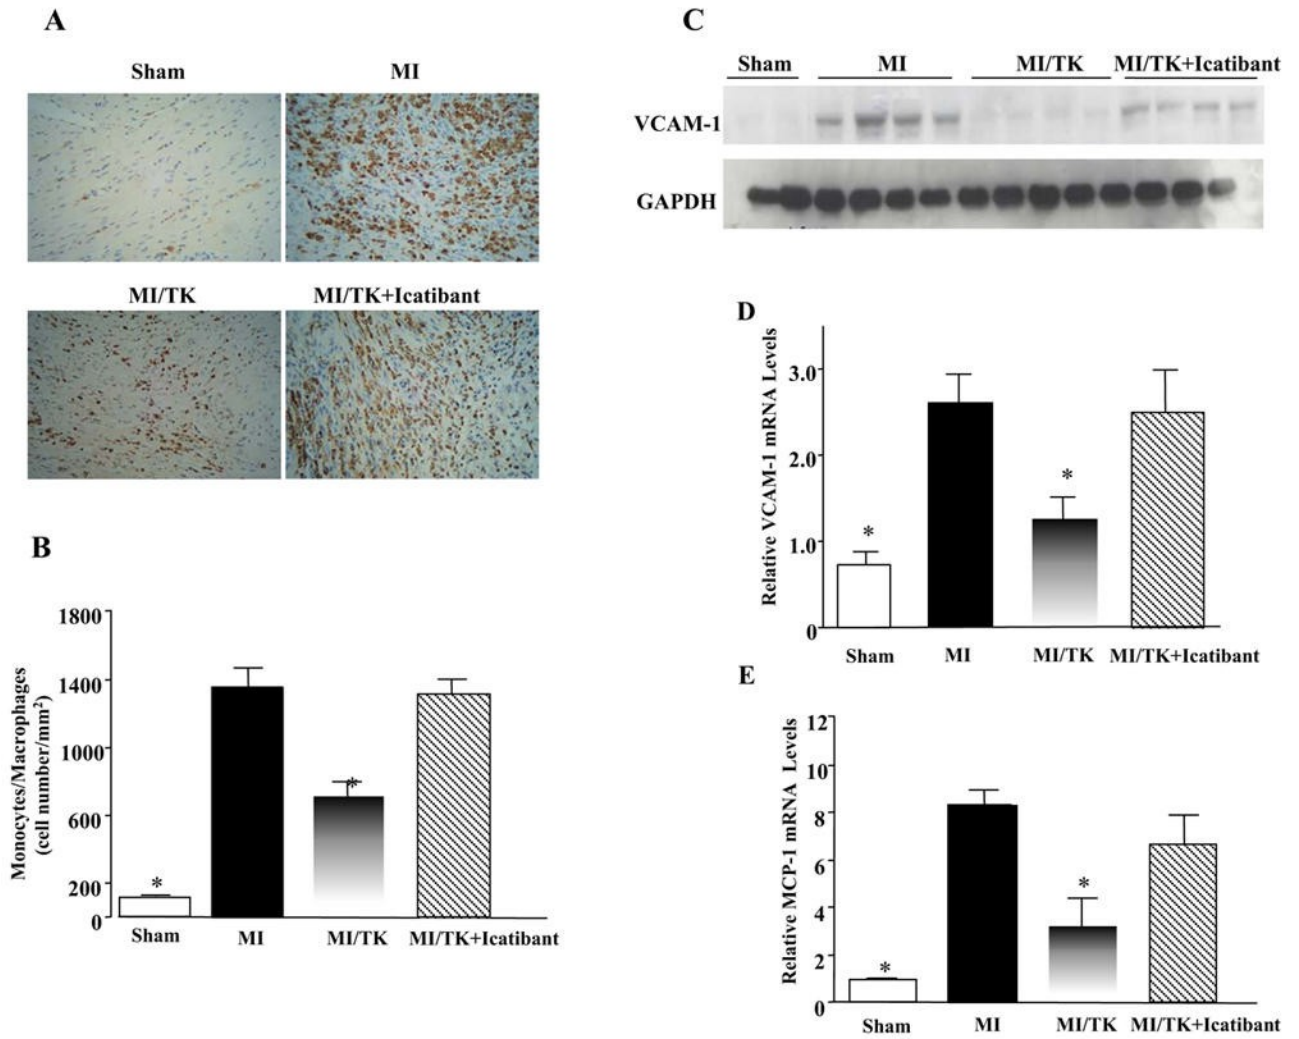 A
Sham MI
MI/TK MI/TK+Icatibant
B
Monocytes/Macrophages
(cell number/mm²)
1800
1400
1000
600
200
0
*
*
Sham MI MI/TK MI/TK+Icatibant
C
Sham MI MI/TK MI/TK+Icatibant
VCAM-1
GAPDH
D
Relative VCAM-1 mRNA Levels
3.0
2.0
1.0
0
*
*
Sham MI MI/TK MI/TK+Icatibant
E
Relative MCP-1 mRNA Levels
12
10
8
6
4
2
0
*
*
Sham MI MI/TK MI/TK+Icatibant